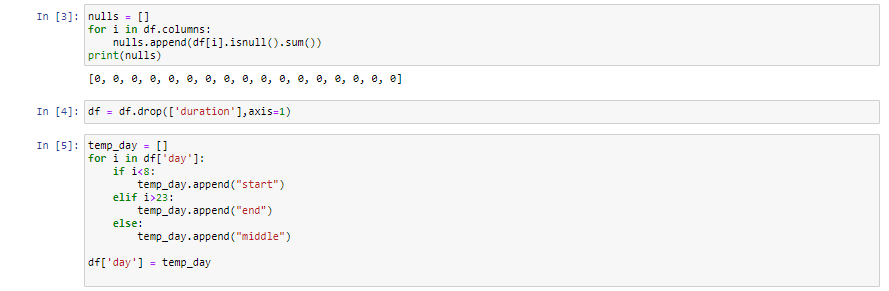 In [3]: nulls = []
for i in df.columns:
    nulls.append(df[i].isnull().sum())
print(nulls)
[0, 0, 0, 0, 0, 0, 0, 0, 0, 0, 0, 0, 0, 0, 0, 0, 0]
In [4]: df = df.drop(['duration'],axis=1)
In [5]: temp_day = []
for i in df['day']:
    if i<8:
        temp_day.append("start")
    elif i>23:
        temp_day.append("end")
    else:
        temp_day.append("middle")
df['day'] = temp_day